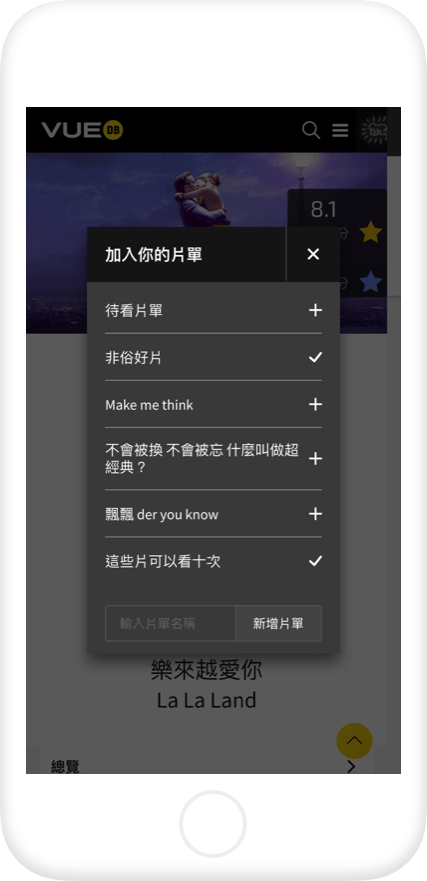 VUE DB
8.1
分
加入你的片單
分
待看片單
非俗好片
Make me think
不會被換 不會被忘 什麼叫做超
經典？
飄飄 der you know
這些片可以看十次
輸入片單名稱 新增片單
樂來越愛你
La La Land
總覽